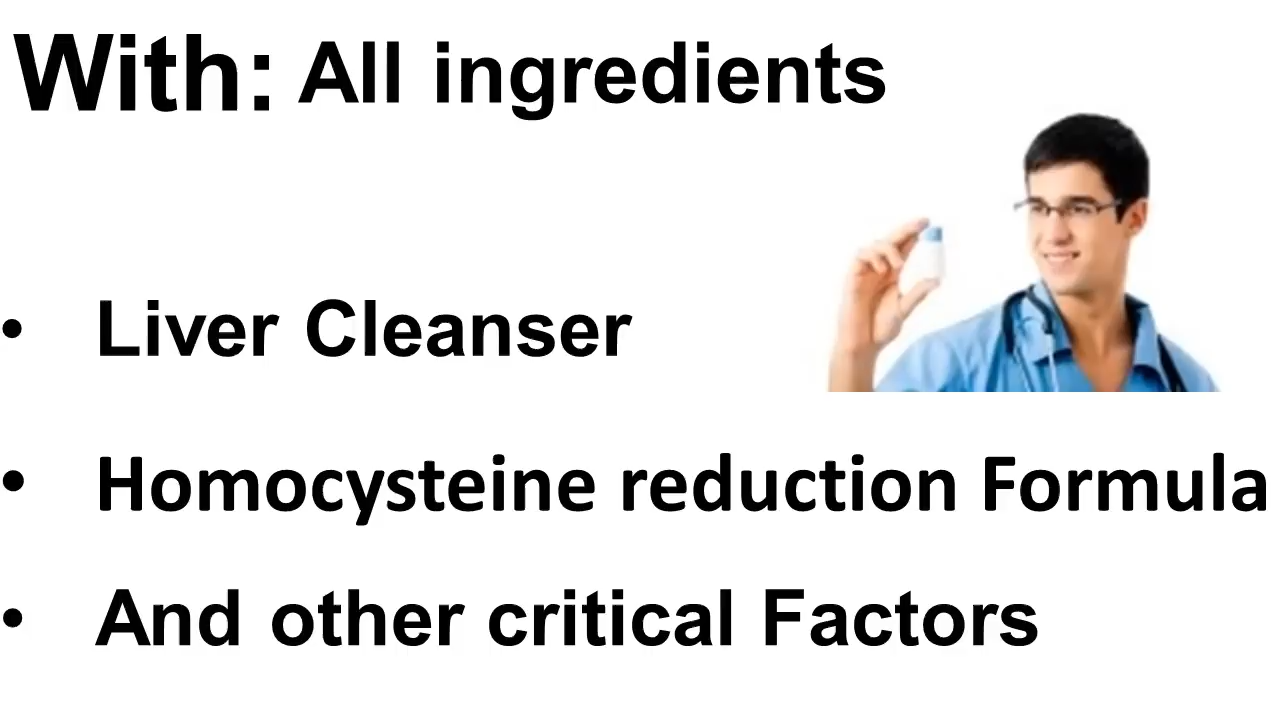 With: All ingredients
• Liver Cleanser
• Homocysteine reduction Formula
• And other critical Factors